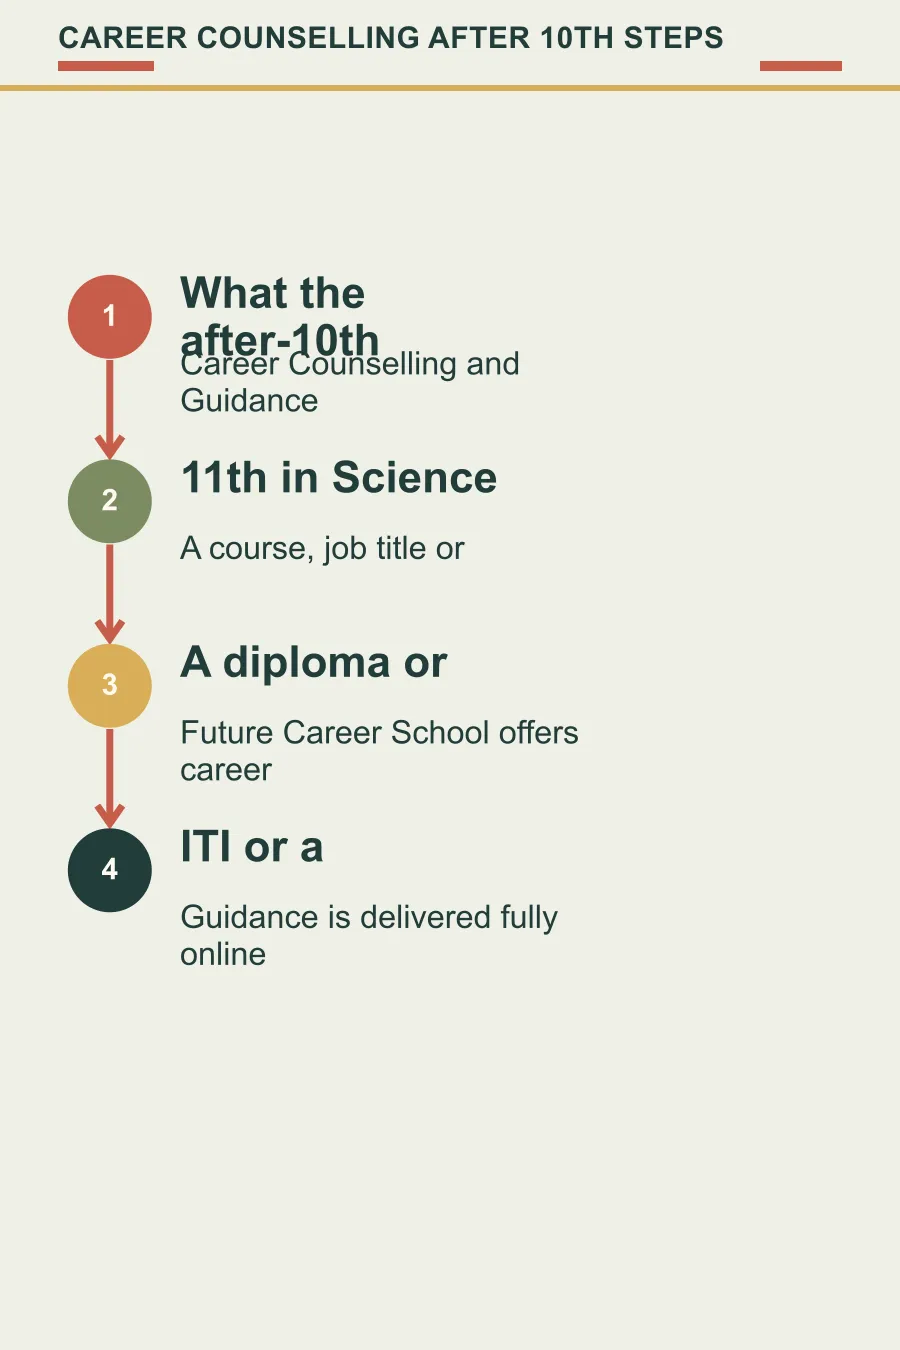 CAREER COUNSELLING AFTER 10TH STEPS
1
What the
after-10th
Career Counselling and
Guidance
2
11th in Science
A course, job title or
3
A diploma or
Future Career School offers
career
4
ITI or a
Guidance is delivered fully
online